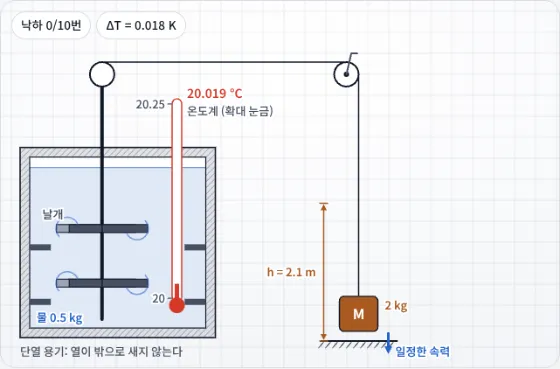 낙하 0/10번
ΔT = 0.018 K
20.019 °C
20.25
온도계 (확대 눈금)
날개
h = 2.1 m
20
M
2 kg
물 0.5 kg
단열 용기: 열이 밖으로 새지 않는다
일정한 속력